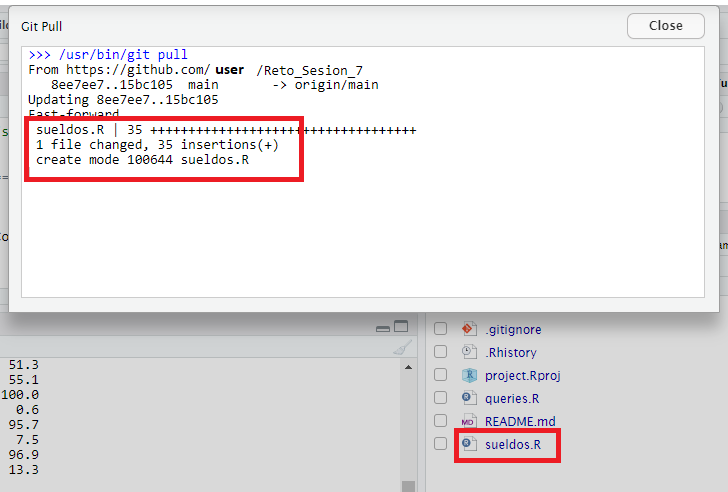 Git Pull
Close
>>> /usr/bin/git pull
From https://github.com/ user /Reto_Sesion_7
8ee7ee7..15bc105 main -> origin/main
Updating 8ee7ee7..15bc105
Fast-forward
sueldos.R | 35 +++++++++++++++++++++++++++++++++++
1 file changed, 35 insertions(+)
create mode 100644 sueldos.R
51.3
55.1
100.0
0.6
95.7
7.5
96.9
13.3
.gitignore
.Rhistory
project.Rproj
queries.R
README.md
sueldos.R